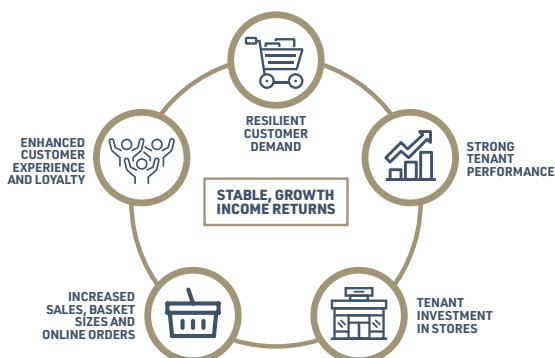 RESILIENT
CUSTOMER
DEMAND
STRONG
TENANT
PERFORMANCE
TENANT
INVESTMENT
IN STORES
INCREASED
SALES, BASKET
SIZES AND
ONLINE ORDERS
ENHANCED
CUSTOMER
EXPERIENCE
AND LOYALTY
STABLE, GROWTH
INCOME RETURNS